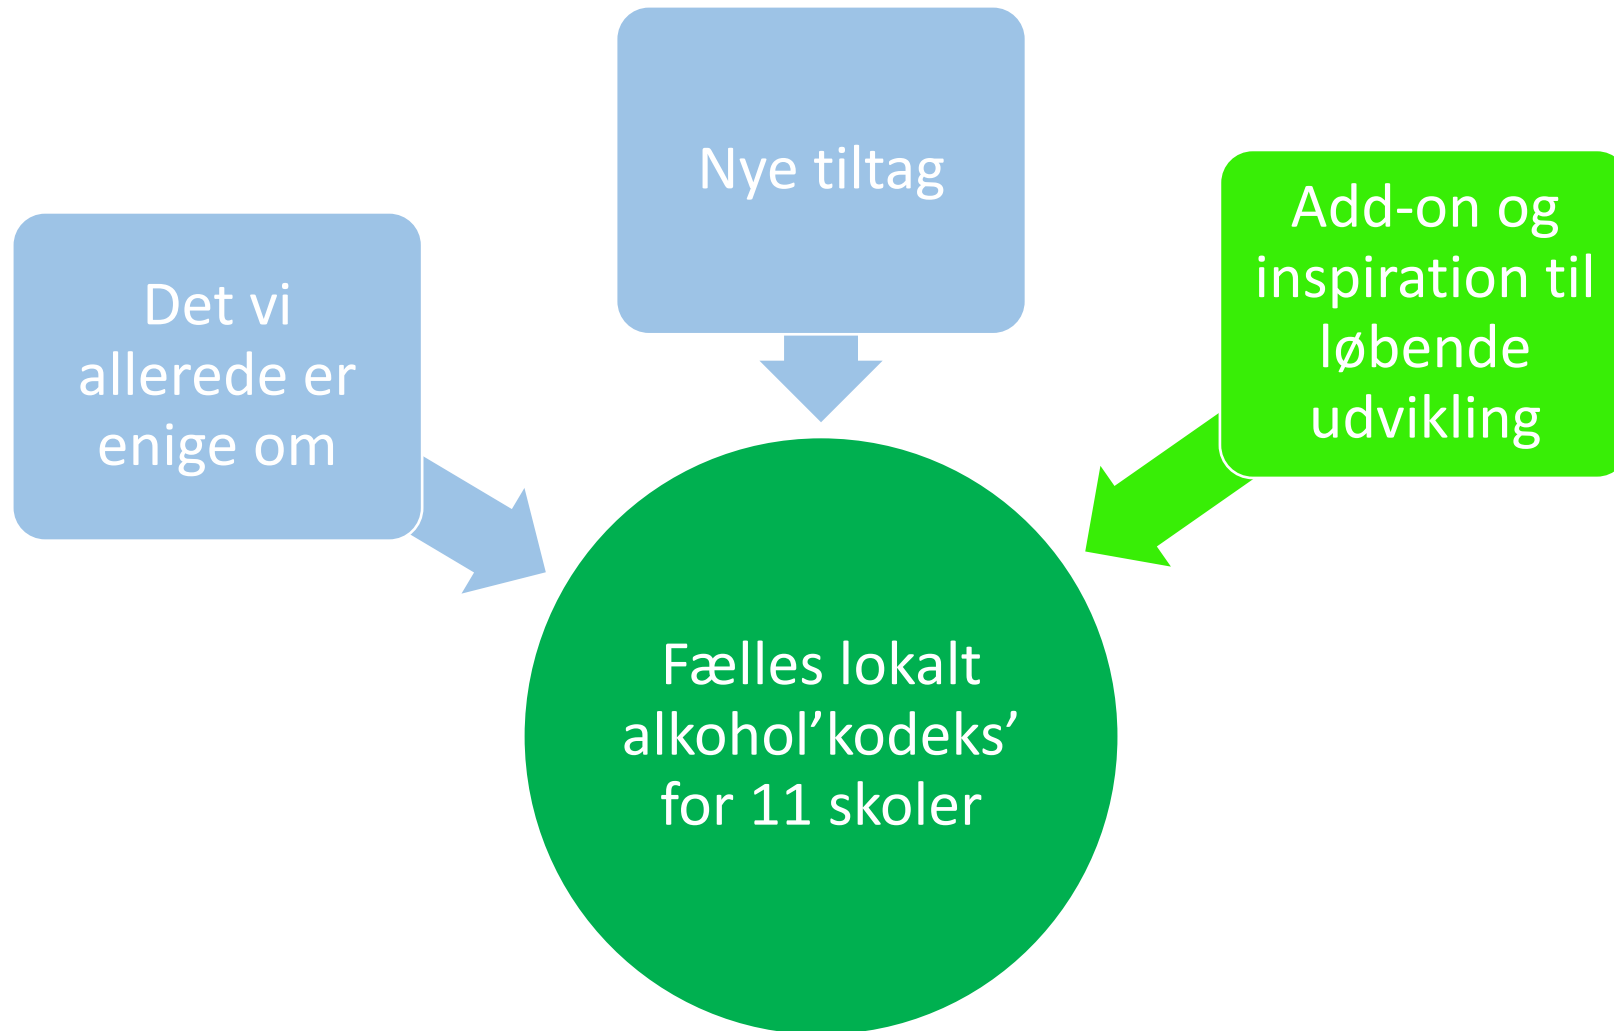 Det vi
allerede er
enige om
Nye tiltag
Add-on og
inspiration til
løbende
udvikling
Fælles lokalt
alkohol’kodeks’
for 11 skoler